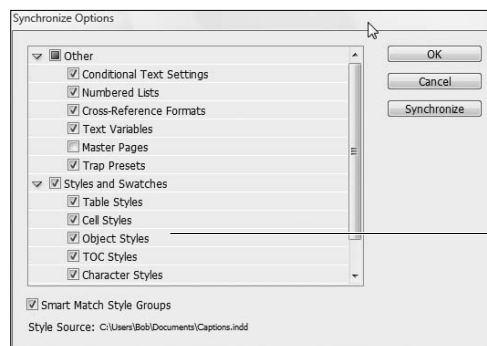 Synchronize Options
Other
Conditional Text Settings
Numbered Lists
Cross-Reference Formats
Text Variables
Master Pages
Trap Presets
Styles and Swatches
Table Styles
Cell Styles
Object Styles
TOC Styles
Character Styles
Smart Match Style Groups
Style Source: C:\Users\Bob\Documents\Captions.indd
OK
Cancel
Synchronize